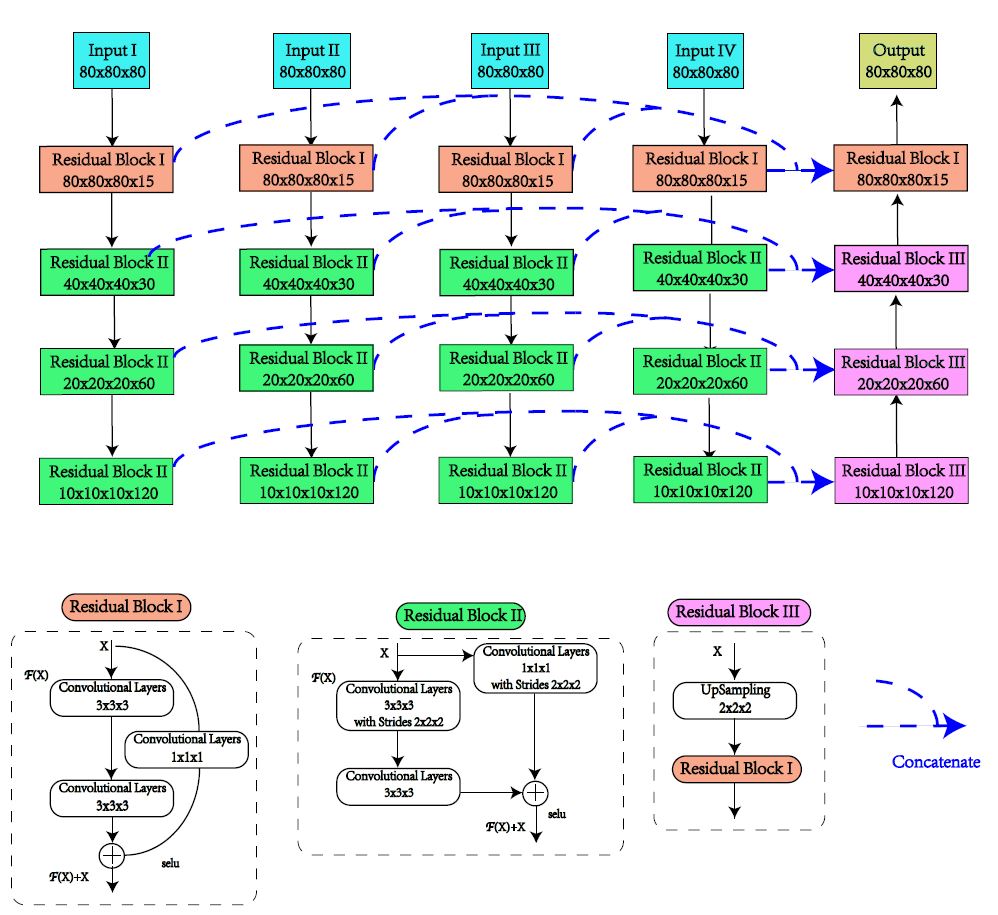 Input I
80x80x80
Input II
80x80x80
Input III
80x80x80
Input IV
80x80x80
Output
80x80x80
Residual Block I
80x80x80x15
Residual Block I
80x80x80x15
Residual Block I
80x80x80x15
Residual Block I
80x80x80x15
Residual Block I
80x80x80x15
Residual Block II
40x40x40x30
Residual Block II
40x40x40x30
Residual Block II
40x40x40x30
Residual Block II
40x40x40x30
Residual Block III
40x40x40x30
Residual Block II
20x20x20x60
Residual Block II
20x20x20x60
Residual Block II
20x20x20x60
Residual Block II
20x20x20x60
Residual Block III
20x20x20x60
Residual Block II
10x10x10x120
Residual Block II
10x10x10x120
Residual Block II
10x10x10x120
Residual Block II
10x10x10x120
Residual Block III
10x10x10x120
Residual Block I
X
F(X)
Convolutional Layers
3x3x3
Convolutional Layers
1x1x1
Convolutional Layers
3x3x3
selu
F(X)+X
Residual Block II
X
Convolutional Layers
1x1x1
with Strides 2x2x2
F(X)
Convolutional Layers
3x3x3
with Strides 2x2x2
Convolutional Layers
3x3x3
selu
F(X)+X
Residual Block III
X
UpSampling
2x2x2
Residual Block I
Concatenate